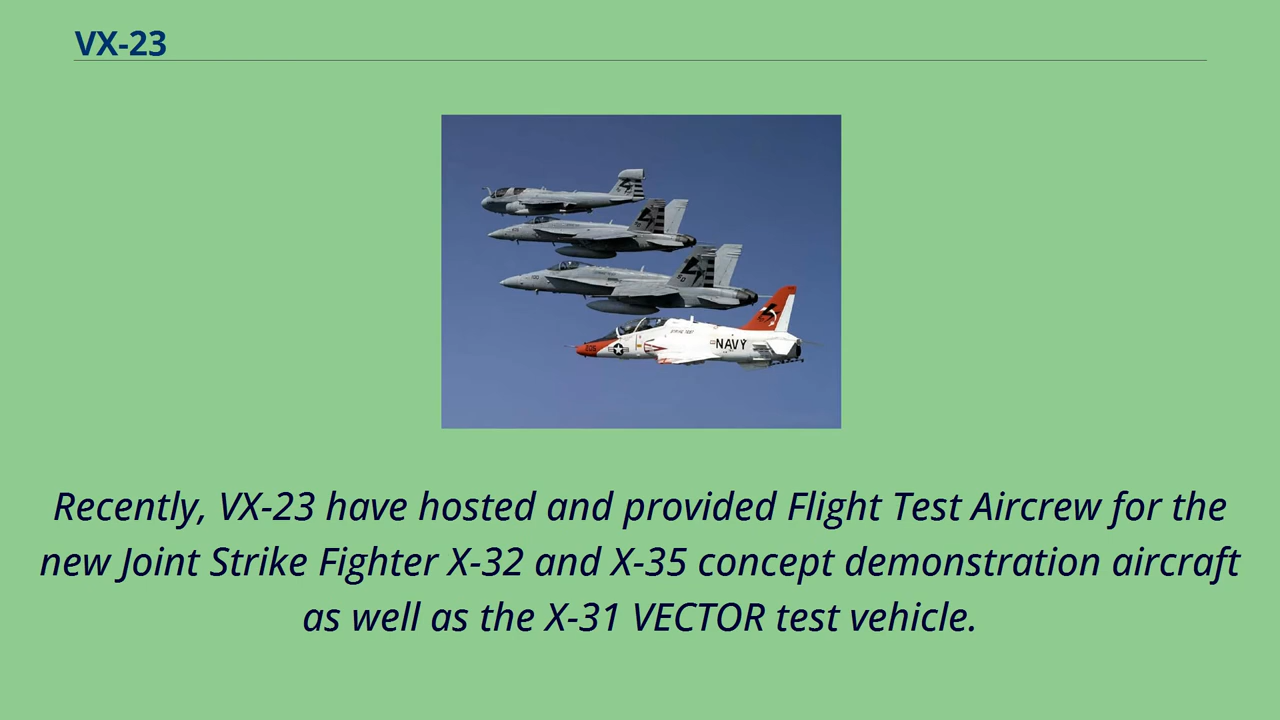 VX-23
NAVY
Recently, VX-23 have hosted and provided Flight Test Aircrew for the
new Joint Strike Fighter X-32 and X-35 concept demonstration aircraft
as well as the X-31 VECTOR test vehicle.